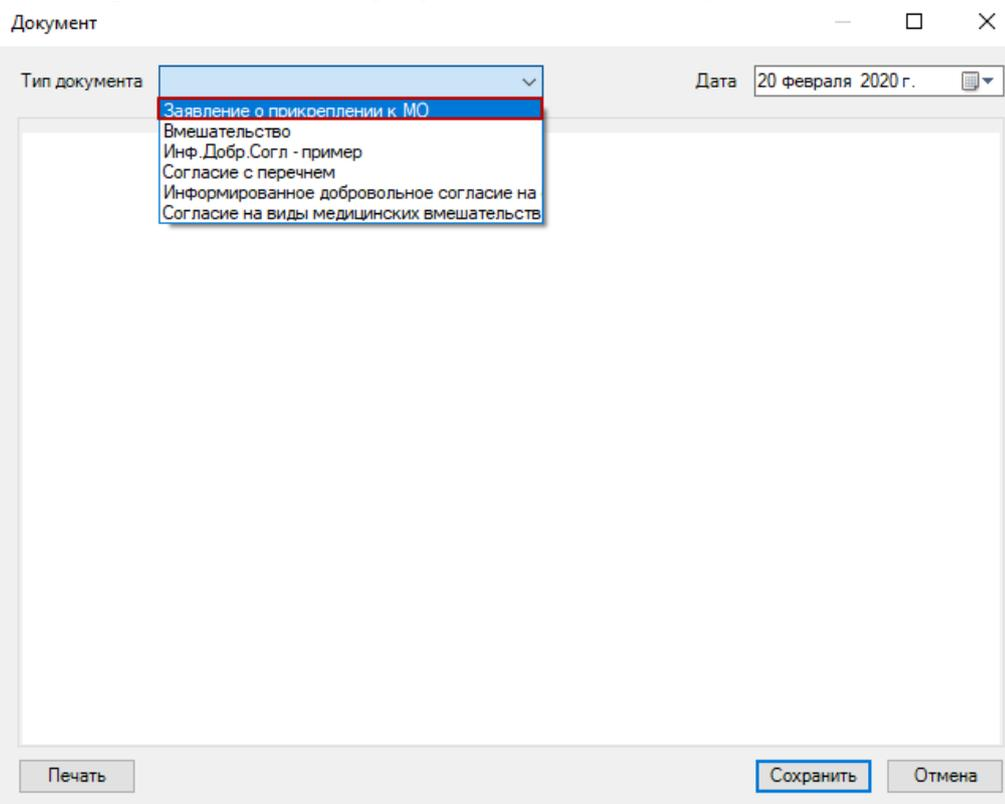 Документ
Тип документа
Дата 20 февраля 2020 г.
Заявление о прикреплении к МО
Вмешательство
Инф.Добр.Согл - пример
Согласие с перечнем
Информированное добровольное согласие на
Согласие на виды медицинских вмешательств
Печать
Сохранить
Отмена